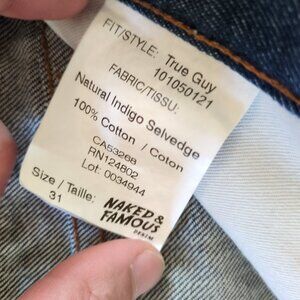 FIT/STYLE: True Guy
101050121
FABRIC/TISSU:
Natural Indigo Selvedge
100% Cotton / Coton
CA53268
RN124802
Lot: 0034944
Size / Taille:
31
NAKED &
FAMOUS
DENIM